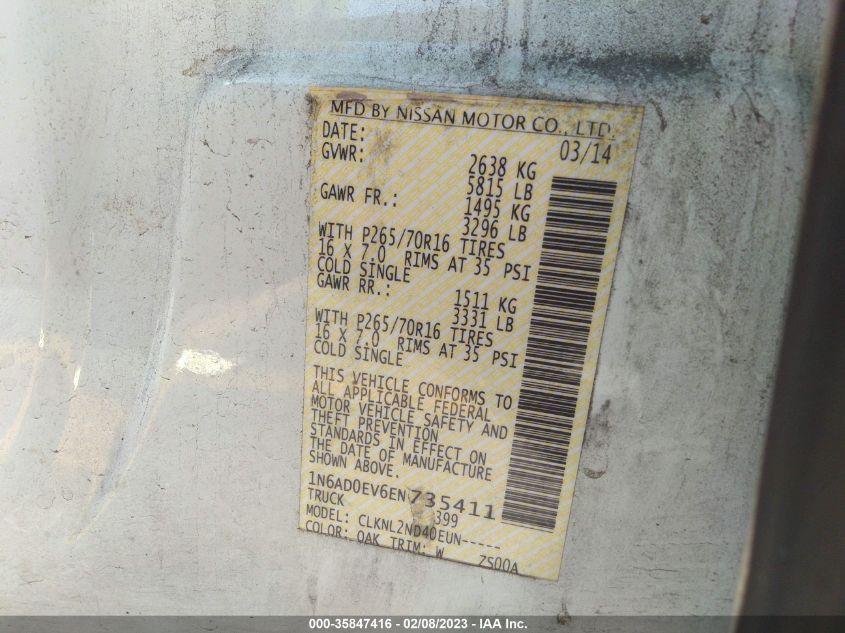 MFD BY NISSAN MOTOR CO., LTD.
DATE: 03/14
GVWR: 2638 KG
5815 LB
GAWR FR.: 1495 KG
3296 LB
WITH P265/70R16 TIRES
16 X 7.0 RIMS AT 35 PSI
COLD SINGLE
GAWR RR.: 1511 KG
3331 LB
WITH P265/70R16 TIRES
16 X 7.0 RIMS AT 35 PSI
COLD SINGLE
THIS VEHICLE CONFORMS TO
ALL APPLICABLE FEDERAL
MOTOR VEHICLE SAFETY AND
THEFT PREVENTION
STANDARDS IN EFFECT ON
THE DATE OF MANUFACTURE
SHOWN ABOVE.
1N6AD0EV6EN735411
TRUCK 399
MODEL: CLKNL2ND40EUN-----
COLOR: QAK TRIM: W ZS00A
000-35847416 - 02/08/2023 - IAA Inc.